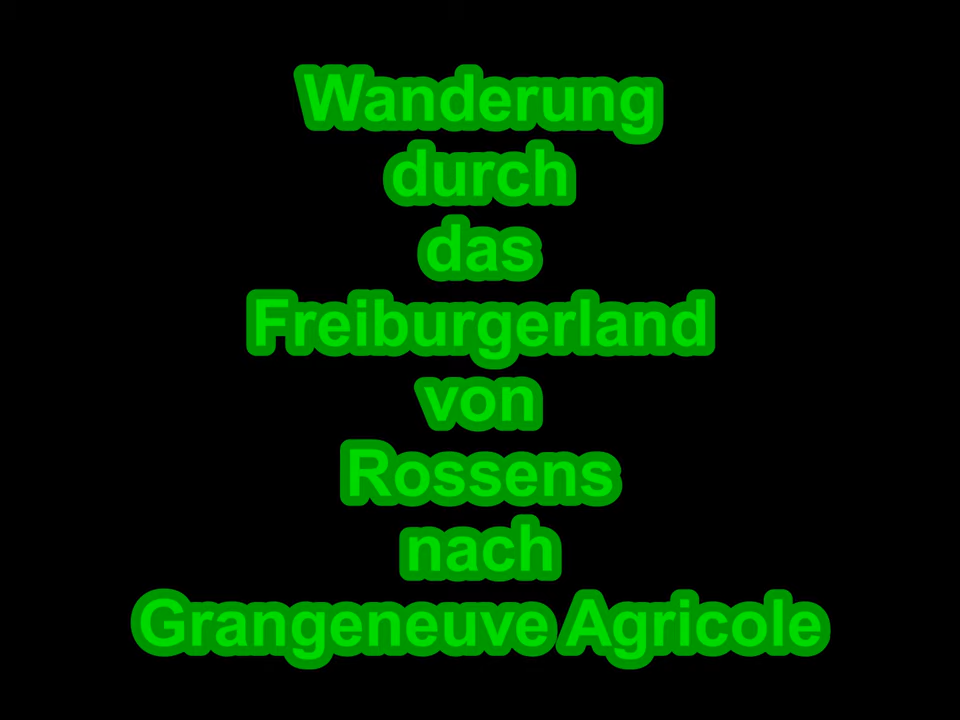 Wanderung
durch
das
Freiburgerland
von
Rossens
nach
Grangeneuve Agricole